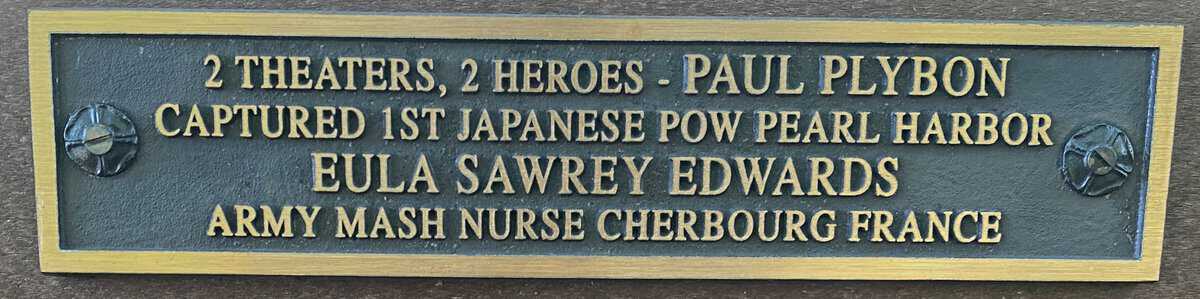 2 THEATERS, 2 HEROES - PAUL PLYBON
CAPTURED 1ST JAPANESE POW PEARL HARBOR
EULA SAWREY EDWARDS
ARMY MASH NURSE CHERBOURG FRANCE